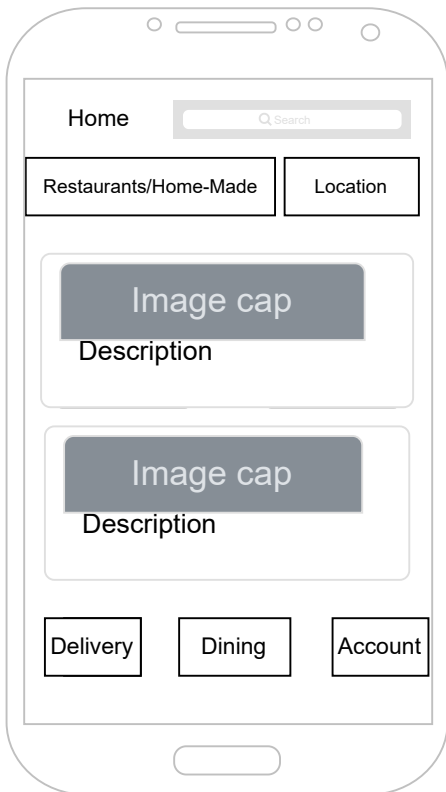 Home
Search
Restaurants/Home-Made
Location
Image cap
Description
Image cap
Description
Delivery
Dining
Account